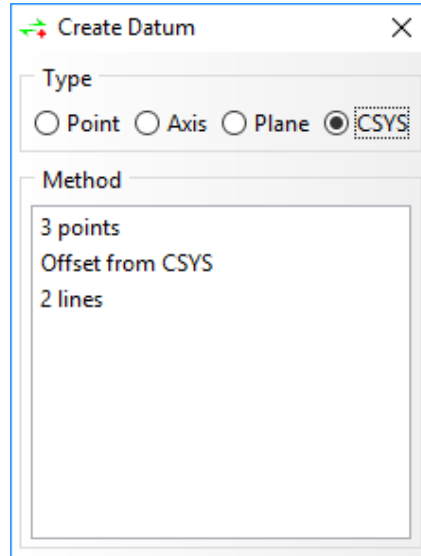 Create Datum
Type
Point Axis Plane CSYS
Method
3 points
Offset from CSYS
2 lines